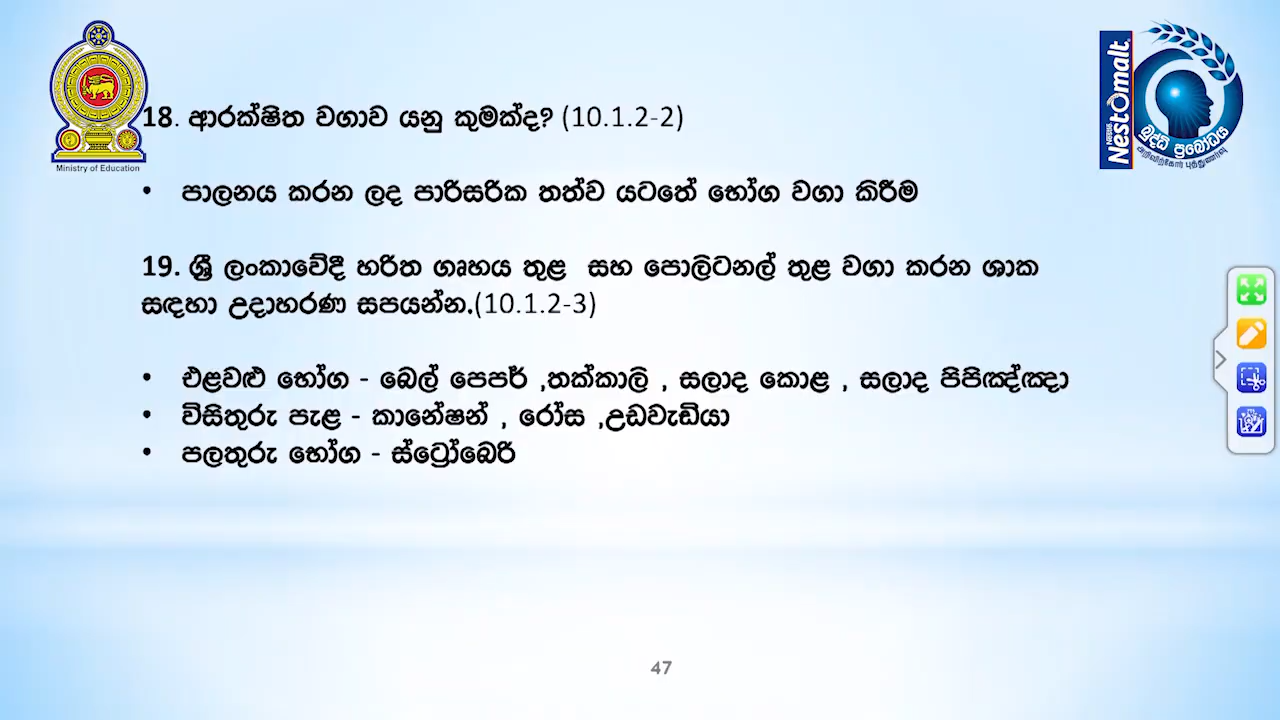 Ministry of Education
Nestomalt
බුද්ධි ප්‍රබෝධය
18. ආරක්ෂිත වගාව යනු කුමක්ද? (10.1.2-2)
• පාලනය කරන ලද පාරිසරික තත්ව යටතේ භෝග වගා කිරීම
19. ශ්‍රී ලංකාවේදී හරිත ගෘහය තුළ සහ පොලිටනල් තුළ වගා කරන ශාක
සඳහා උදාහරණ සපයන්න.(10.1.2-3)
• එළවළු භෝග - බෙල් පෙපර් ,තක්කාලි , සලාද කොළ , සලාද පිපිඤ්ඤා
• විසිතුරු පැළ - කානේෂන් , රෝස ,උඩවැඩියා
• පලතුරු භෝග - ස්ට්‍රෝබෙරි
47